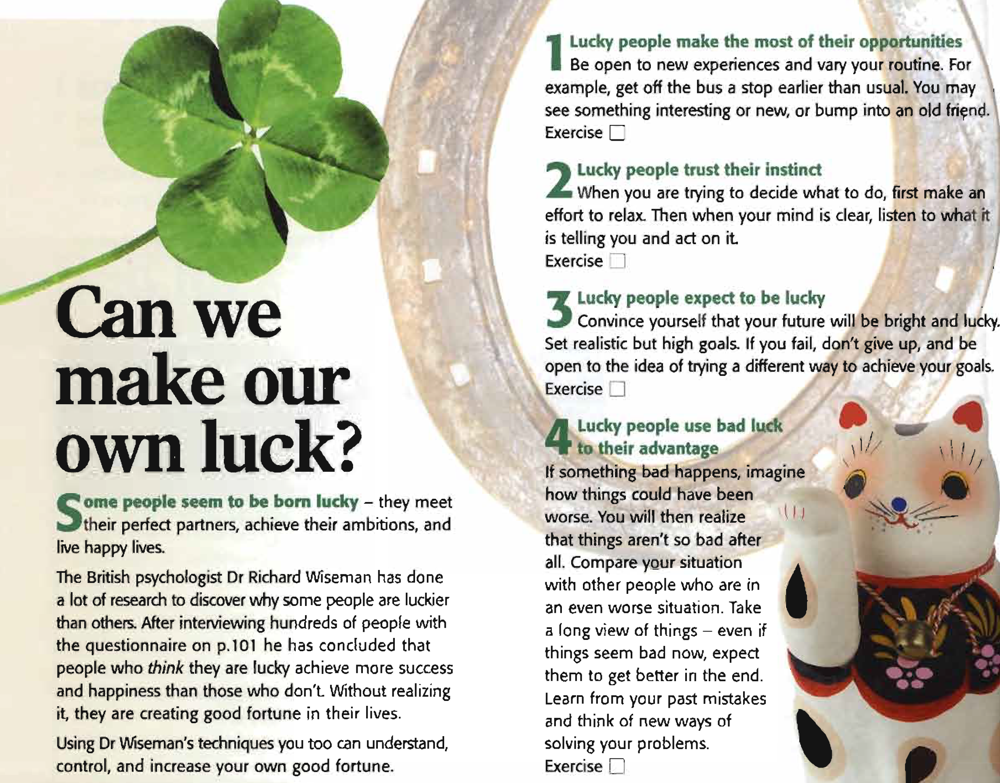 Can we
make our
own luck?
Some people seem to be born lucky – they meet
their perfect partners, achieve their ambitions, and
live happy lives.
The British psychologist Dr Richard Wiseman has done
a lot of research to discover why some people are luckier
than others. After interviewing hundreds of people with
the questionnaire on p.101 he has concluded that
people who think they are lucky achieve more success
and happiness than those who don't. Without realizing
it, they are creating good fortune in their lives.
Using Dr Wiseman's techniques you too can understand,
control, and increase your own good fortune.
1 Lucky people make the most of their opportunities
Be open to new experiences and vary your routine. For
example, get off the bus a stop earlier than usual. You may
see something interesting or new, or bump into an old friend.
Exercise
2 Lucky people trust their instinct
When you are trying to decide what to do, first make an
effort to relax. Then when your mind is clear, listen to what it
is telling you and act on it.
Exercise
3 Lucky people expect to be lucky
Convince yourself that your future will be bright and lucky.
Set realistic but high goals. If you fail, don't give up, and be
open to the idea of trying a different way to achieve your goals.
Exercise
4 Lucky people use bad luck
to their advantage
If something bad happens, imagine
how things could have been
worse. You will then realize
that things aren't so bad after
all. Compare your situation
with other people who are in
an even worse situation. Take
a long view of things – even if
things seem bad now, expect
them to get better in the end.
Learn from your past mistakes
and think of new ways of
solving your problems.
Exercise